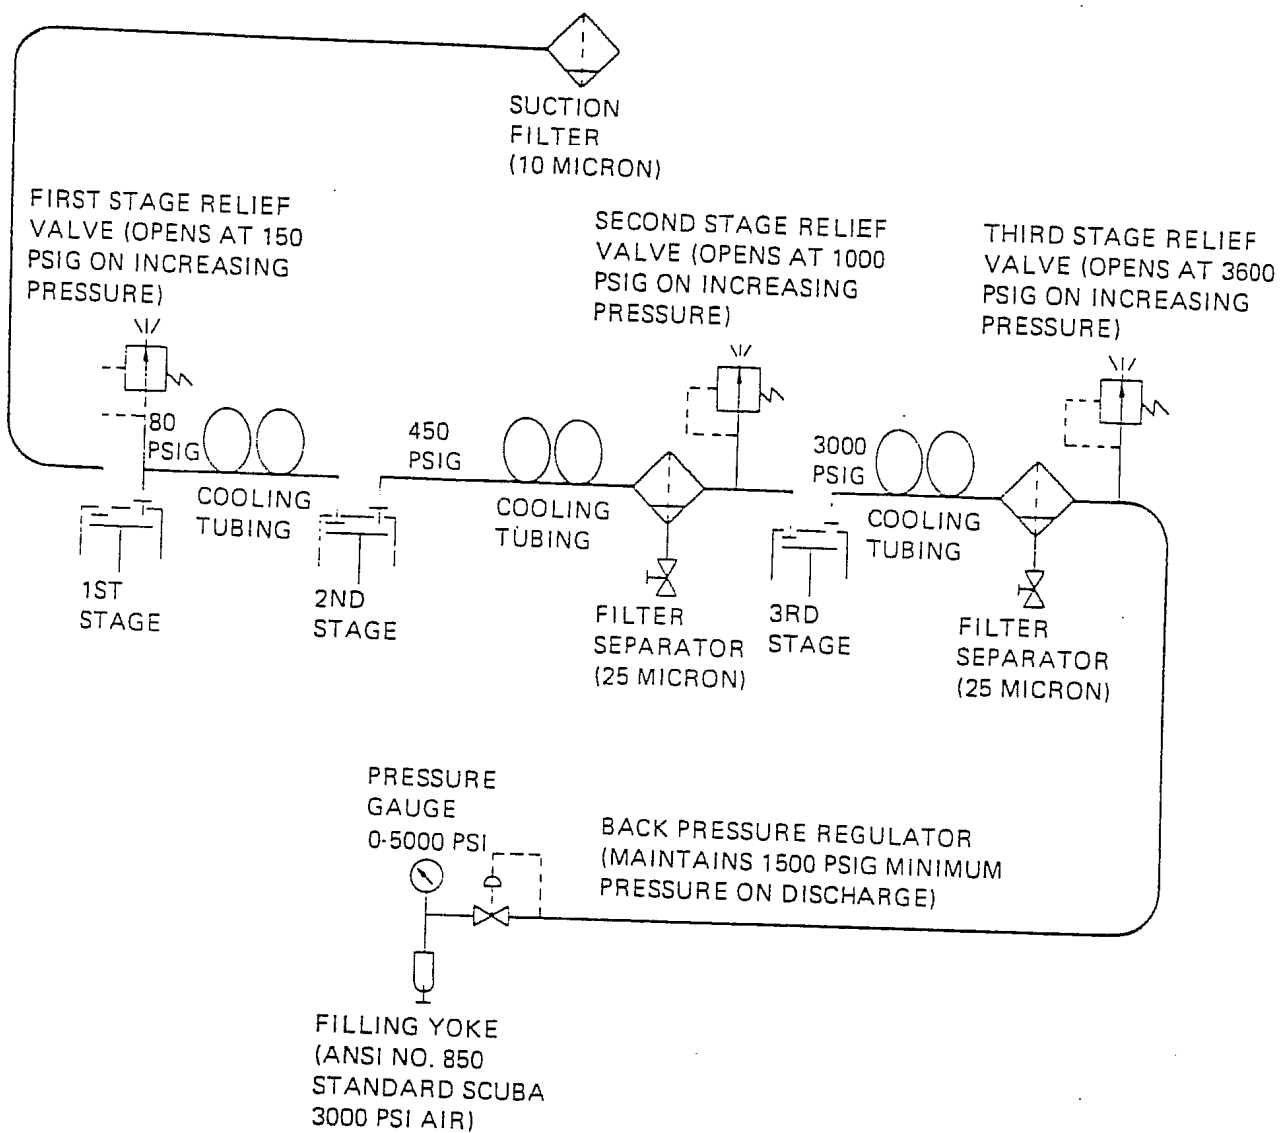 SUCTION
FILTER
(10 MICRON)
FIRST STAGE RELIEF
VALVE (OPENS AT 150
PSIG ON INCREASING
PRESSURE)
SECOND STAGE RELIEF
VALVE (OPENS AT 1000
PSIG ON INCREASING
PRESSURE)
THIRD STAGE RELIEF
VALVE (OPENS AT 3600
PSIG ON INCREASING
PRESSURE)
80
PSIG
COOLING
TUBING
450
PSIG
COOLING
TUBING
3000
PSIG
COOLING
TUBING
1ST
STAGE
2ND
STAGE
FILTER
SEPARATOR
(25 MICRON)
3RD
STAGE
FILTER
SEPARATOR
(25 MICRON)
PRESSURE
GAUGE
0-5000 PSI
BACK PRESSURE REGULATOR
(MAINTAINS 1500 PSIG MINIMUM
PRESSURE ON DISCHARGE)
FILLING YOKE
(ANSI NO. 850
STANDARD SCUBA
3000 PSI AIR)